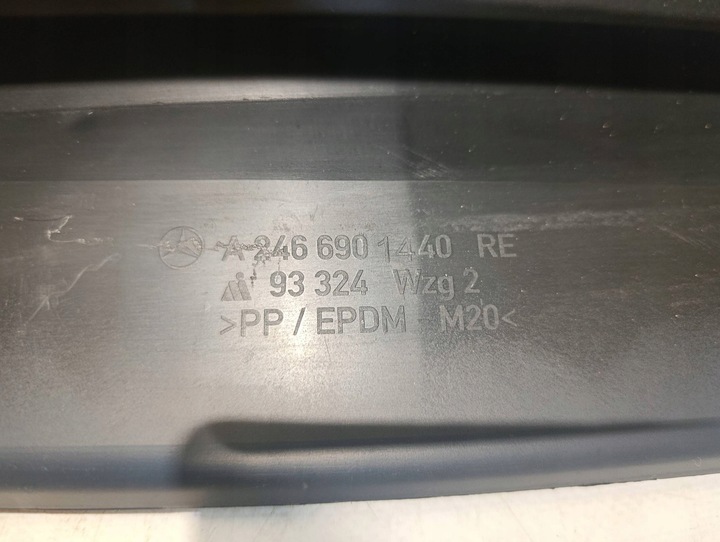 A 246 690 1440 RE
93 324 Wzg 2
>PP / EPDM - M20<